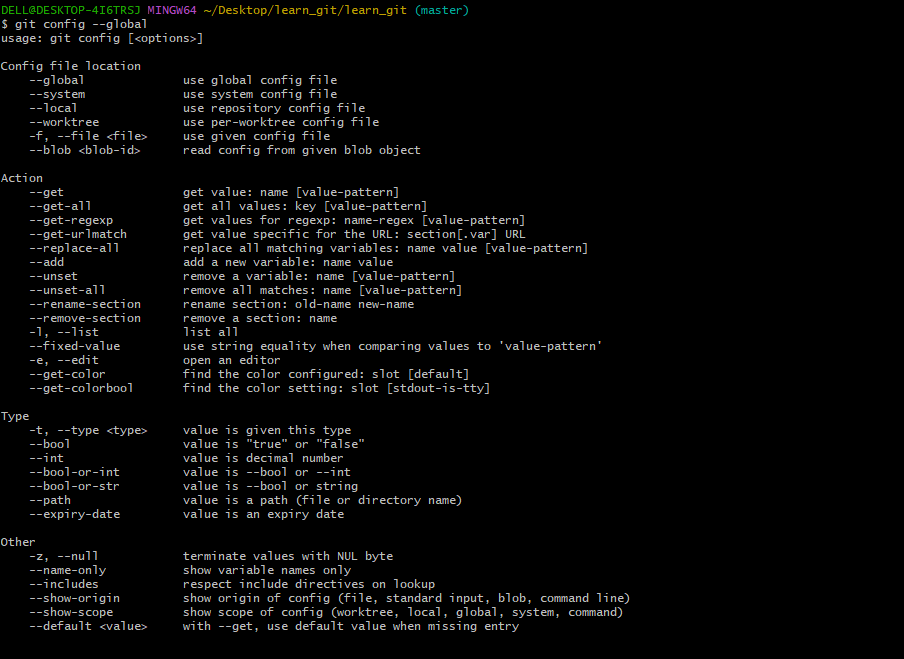 DELL@DESKTOP-4I6TRSJ MINGW64 ~/Desktop/learn_git/learn_git (master)
$ git config --global
usage: git config [<options>]

Config file location
    --global              use global config file
    --system              use system config file
    --local               use repository config file
    --worktree            use per-worktree config file
    -f, --file <file>     use given config file
    --blob <blob-id>      read config from given blob object

Action
    --get                 get value: name [value-pattern]
    --get-all             get all values: key [value-pattern]
    --get-regexp          get values for regexp: name-regex [value-pattern]
    --get-urlmatch        get value specific for the URL: section[.var] URL
    --replace-all         replace all matching variables: name value [value-pattern]
    --add                 add a new variable: name value
    --unset               remove a variable: name [value-pattern]
    --unset-all           remove all matches: name [value-pattern]
    --rename-section      rename section: old-name new-name
    --remove-section      remove a section: name
    -l, --list            list all
    --fixed-value         use string equality when comparing values to 'value-pattern'
    -e, --edit            open an editor
    --get-color           find the color configured: slot [default]
    --get-colorbool       find the color setting: slot [stdout-is-tty]

Type
    -t, --type <type>     value is given this type
    --bool                value is "true" or "false"
    --int                 value is decimal number
    --bool-or-int         value is --bool or --int
    --bool-or-str         value is --bool or string
    --path                value is a path (file or directory name)
    --expiry-date         value is an expiry date

Other
    -z, --null            terminate values with NUL byte
    --name-only           show variable names only
    --includes            respect include directives on lookup
    --show-origin         show origin of config (file, standard input, blob, command line)
    --show-scope          show scope of config (worktree, local, global, system, command)
    --default <value>     with --get, use default value when missing entry